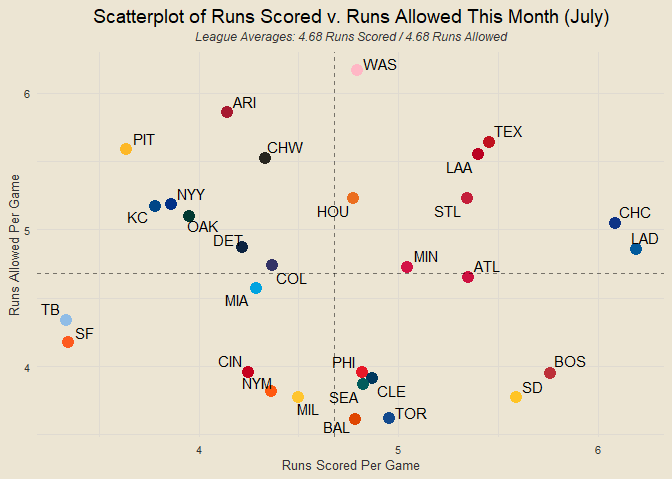 Scatterplot of Runs Scored v. Runs Allowed This Month (July)
League Averages: 4.68 Runs Scored / 4.68 Runs Allowed
WAS
6
ARI
TEX
PIT
CHW
LAA
NYY
KC
HOU
STL
CHC
OAK
5
DET
LAD
MIN
ATL
COL
MIA
TB
SF
Runs Allowed Per Game
4
CIN
PHI
BOS
NYM
SEA
CLE
SD
MIL
BAL
TOR
4
5
6
Runs Scored Per Game